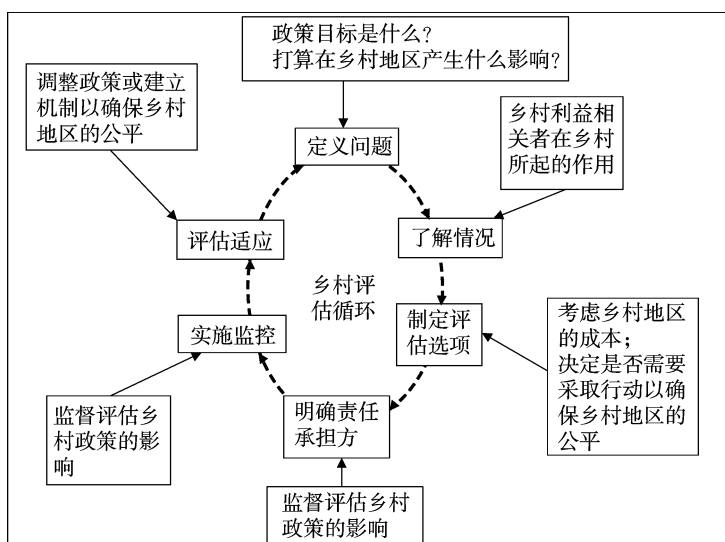 政策目标是什么?
打算在乡村地区产生什么影响?
调整政策或建立
机制以确保乡村
地区的公平
乡村利益相
关者在乡村
所起的作用
定义问题
评估适应
了解情况
乡村评
估循环
实施监控
制定评
估选项
考虑乡村地区
的成本;
决定是否需要
采取行动以确
保乡村地区的
公平
监督评估乡
村政策的影
响
明确责任
承担方
监督评估乡村
政策的影响